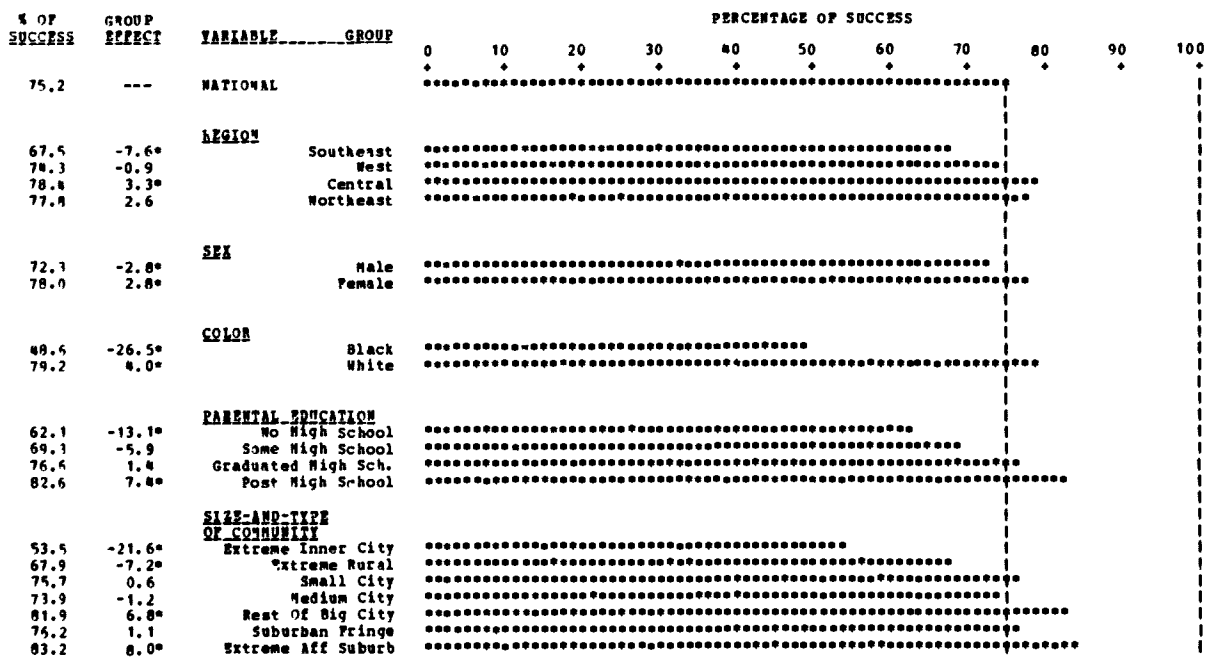 % OF GROUP PERCENTAGE OF SUCCESS
SUCCESS EFFECT VARIABLE GROUP
0 10 20 30 40 50 60 70 80 90 100
75.2 --- NATIONAL
REGION
67.5 -7.6* Southeast
74.3 -0.9 West
78.4 3.3* Central
77.8 2.6 Northeast
SEX
72.3 -2.8* Male
78.0 2.8* Female
COLOR
48.6 -26.5* Black
79.2 4.0* White
PARENTAL EDUCATION
62.1 -13.1* No High School
69.3 -5.9 Some High School
76.6 1.4 Graduated High Sch.
82.6 7.4* Post High School
SIZE-AND-TYPE
OF COMMUNITY
53.5 -21.6* Extreme Inner City
67.9 -7.2* Extreme Rural
75.7 0.6 Small City
73.9 -1.2 Medium City
81.9 6.8* Rest Of Big City
76.2 1.1 Suburban Fringe
83.2 8.0* Extreme Aff Suburb